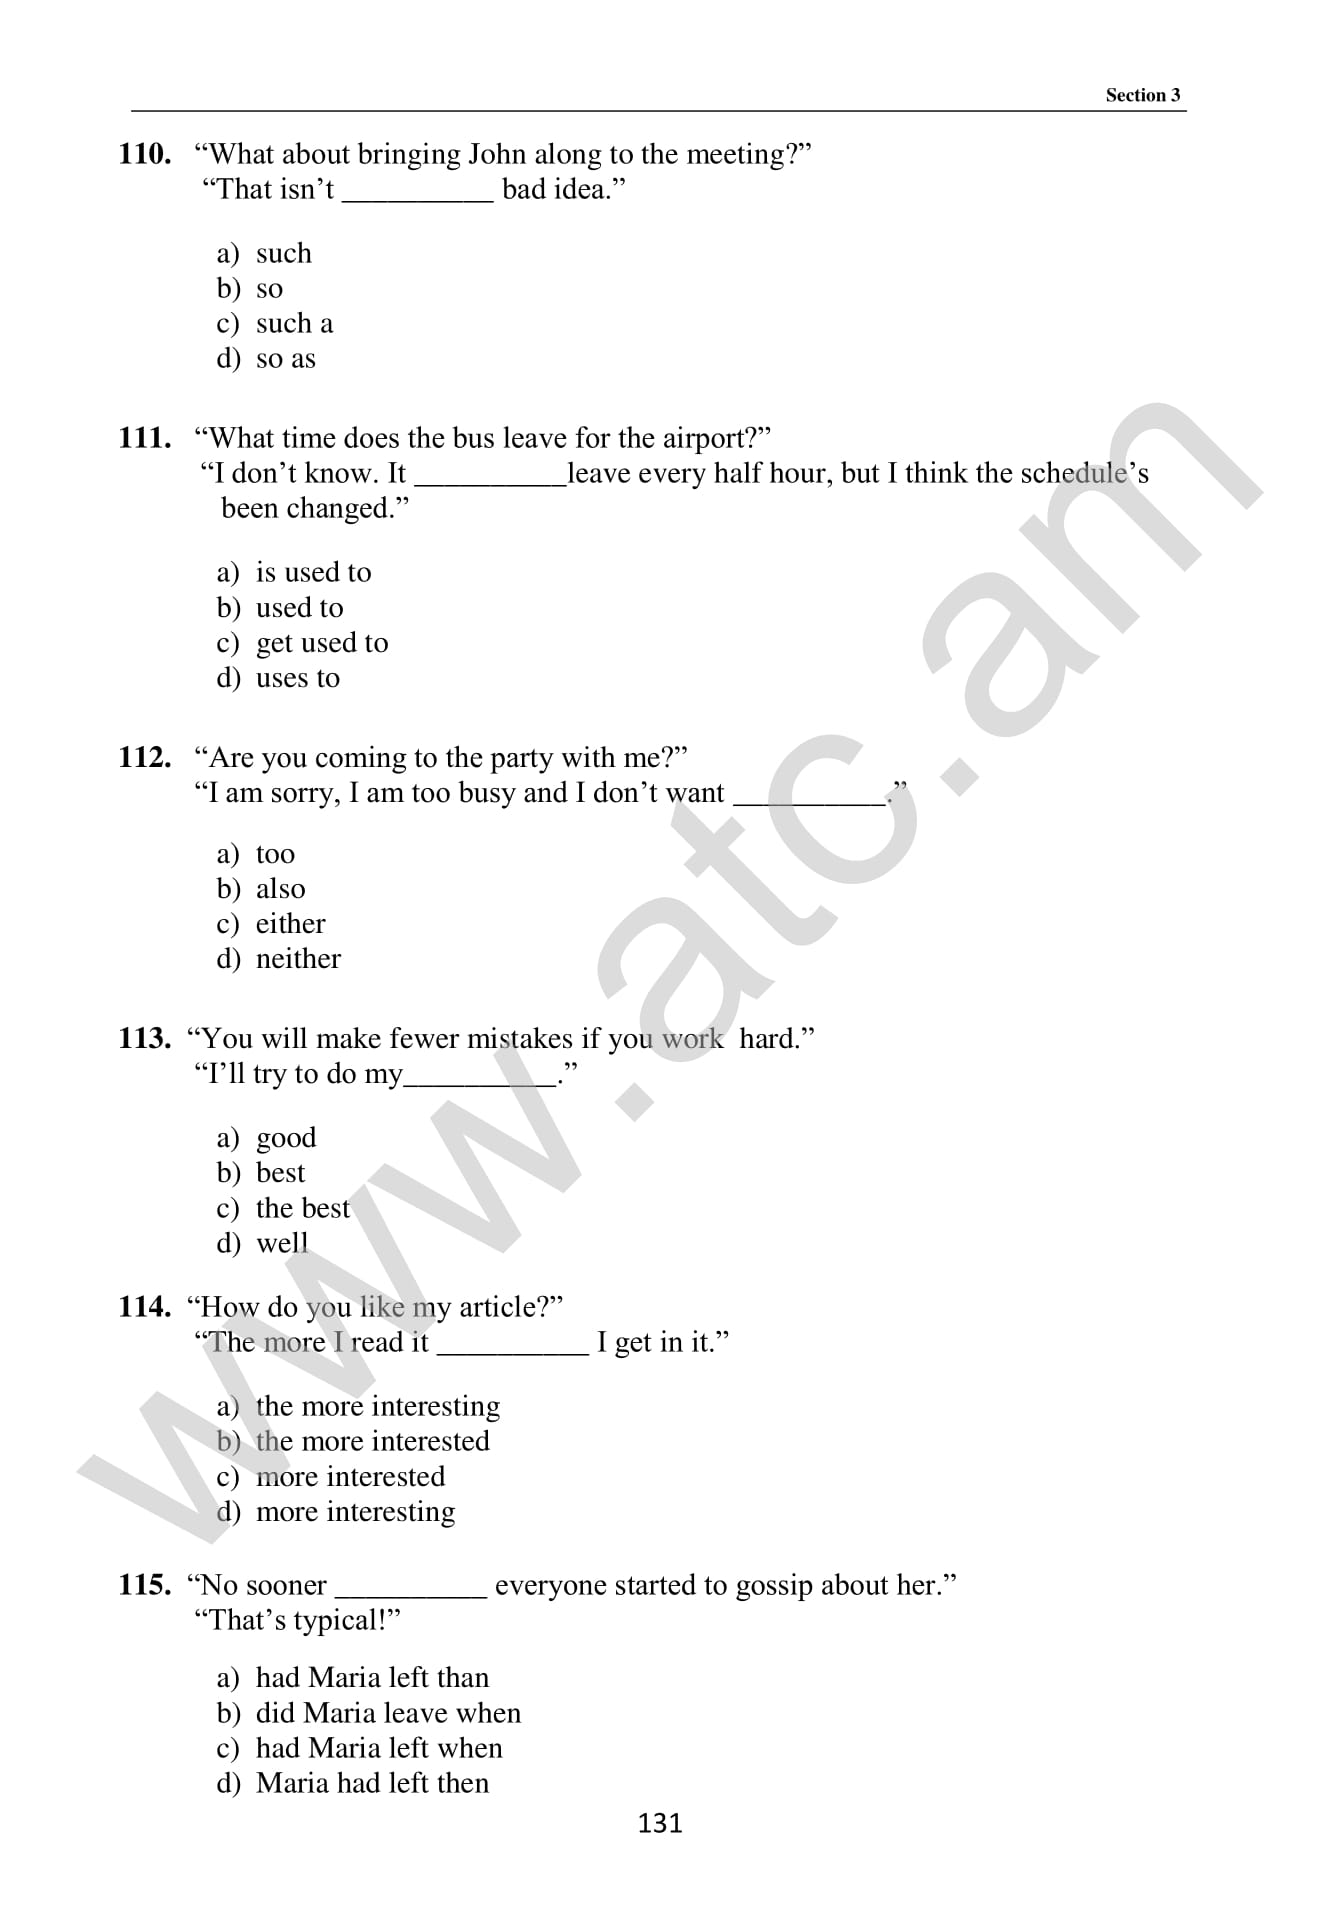 Section 3
110. “What about bringing John along to the meeting?”
“That isn’t __________ bad idea.”
a) such
b) so
c) such a
d) so as
111. “What time does the bus leave for the airport?”
“I don’t know. It __________leave every half hour, but I think the schedule’s
been changed.”
a) is used to
b) used to
c) get used to
d) uses to
112. “Are you coming to the party with me?”
“I am sorry, I am too busy and I don’t want __________.”
a) too
b) also
c) either
d) neither
113. “You will make fewer mistakes if you work  hard.”
“I’ll try to do my__________.”
a) good
b) best
c) the best
d) well
114. “How do you like my article?”
“The more I read it __________ I get in it.”
a) the more interesting
b) the more interested
c) more interested
d) more interesting
115. “No sooner __________ everyone started to gossip about her.”
“That’s typical!”
a) had Maria left than
b) did Maria leave when
c) had Maria left when
d) Maria had left then
131
www.atc.am